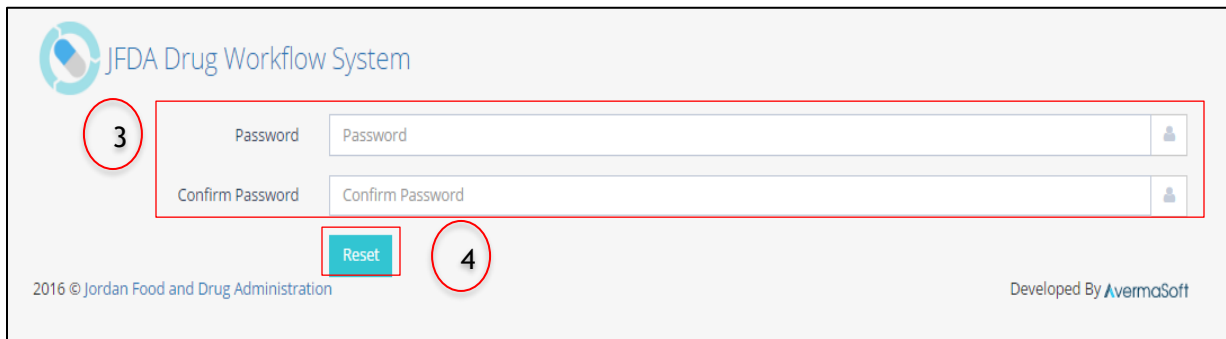 JFDA Drug Workflow System
3
Password Password
Confirm Password Confirm Password
Reset
4
2016 © Jordan Food and Drug Administration Developed By AvermaSoft